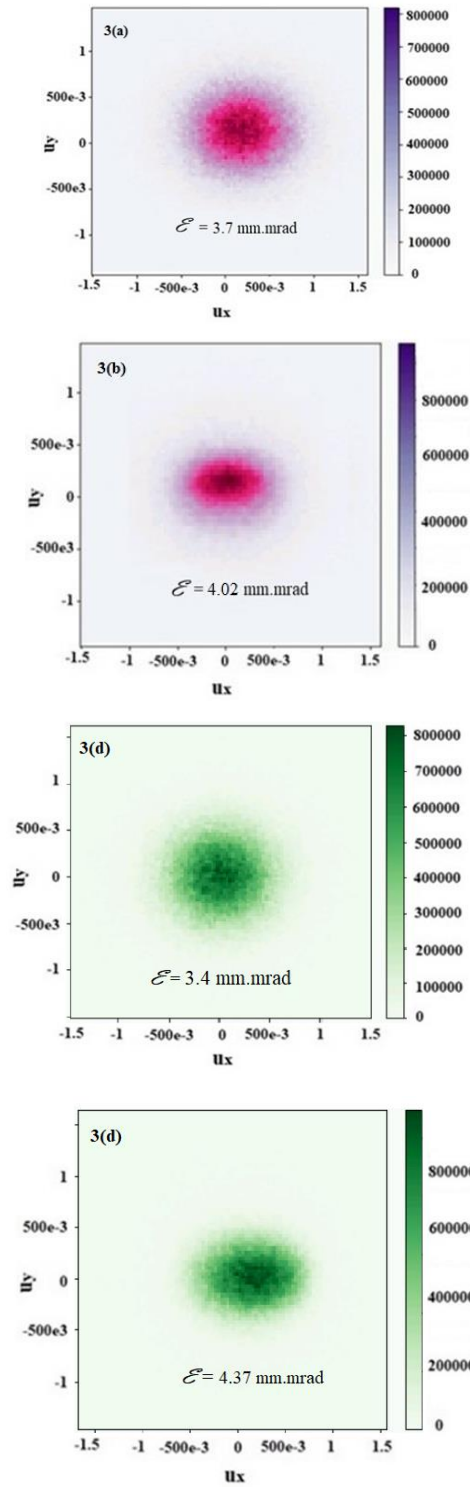 3(a)
800000
700000
600000
500000
400000
300000
200000
100000
0
1
500e-3
0
-500e-3
-1
uy
ℰ = 3.7 mm.mrad
-1.5 -1 -500e-3 0 500e-3 1 1.5
ux
3(b)
800000
600000
400000
200000
0
1
500e-3
0
-500e3
-1
uy
ℰ = 4.02 mm.mrad
-1.5 -1 -500e-3 0 500e-3 1 1.5
ux
3(d)
800000
700000
600000
500000
400000
300000
200000
100000
0
1
500e-3
0
-500e3
-1
uy
ℰ = 3.4 mm.mrad
-1.5 -1 -500e-3 0 500e-3 1 1.5
ux
3(d)
800000
600000
400000
200000
0
1
500e-3
0
-500e3
-1
uy
ℰ = 4.37 mm.mrad
-1.5 -1 -500e-3 0 500e-3 1 1.5
ux